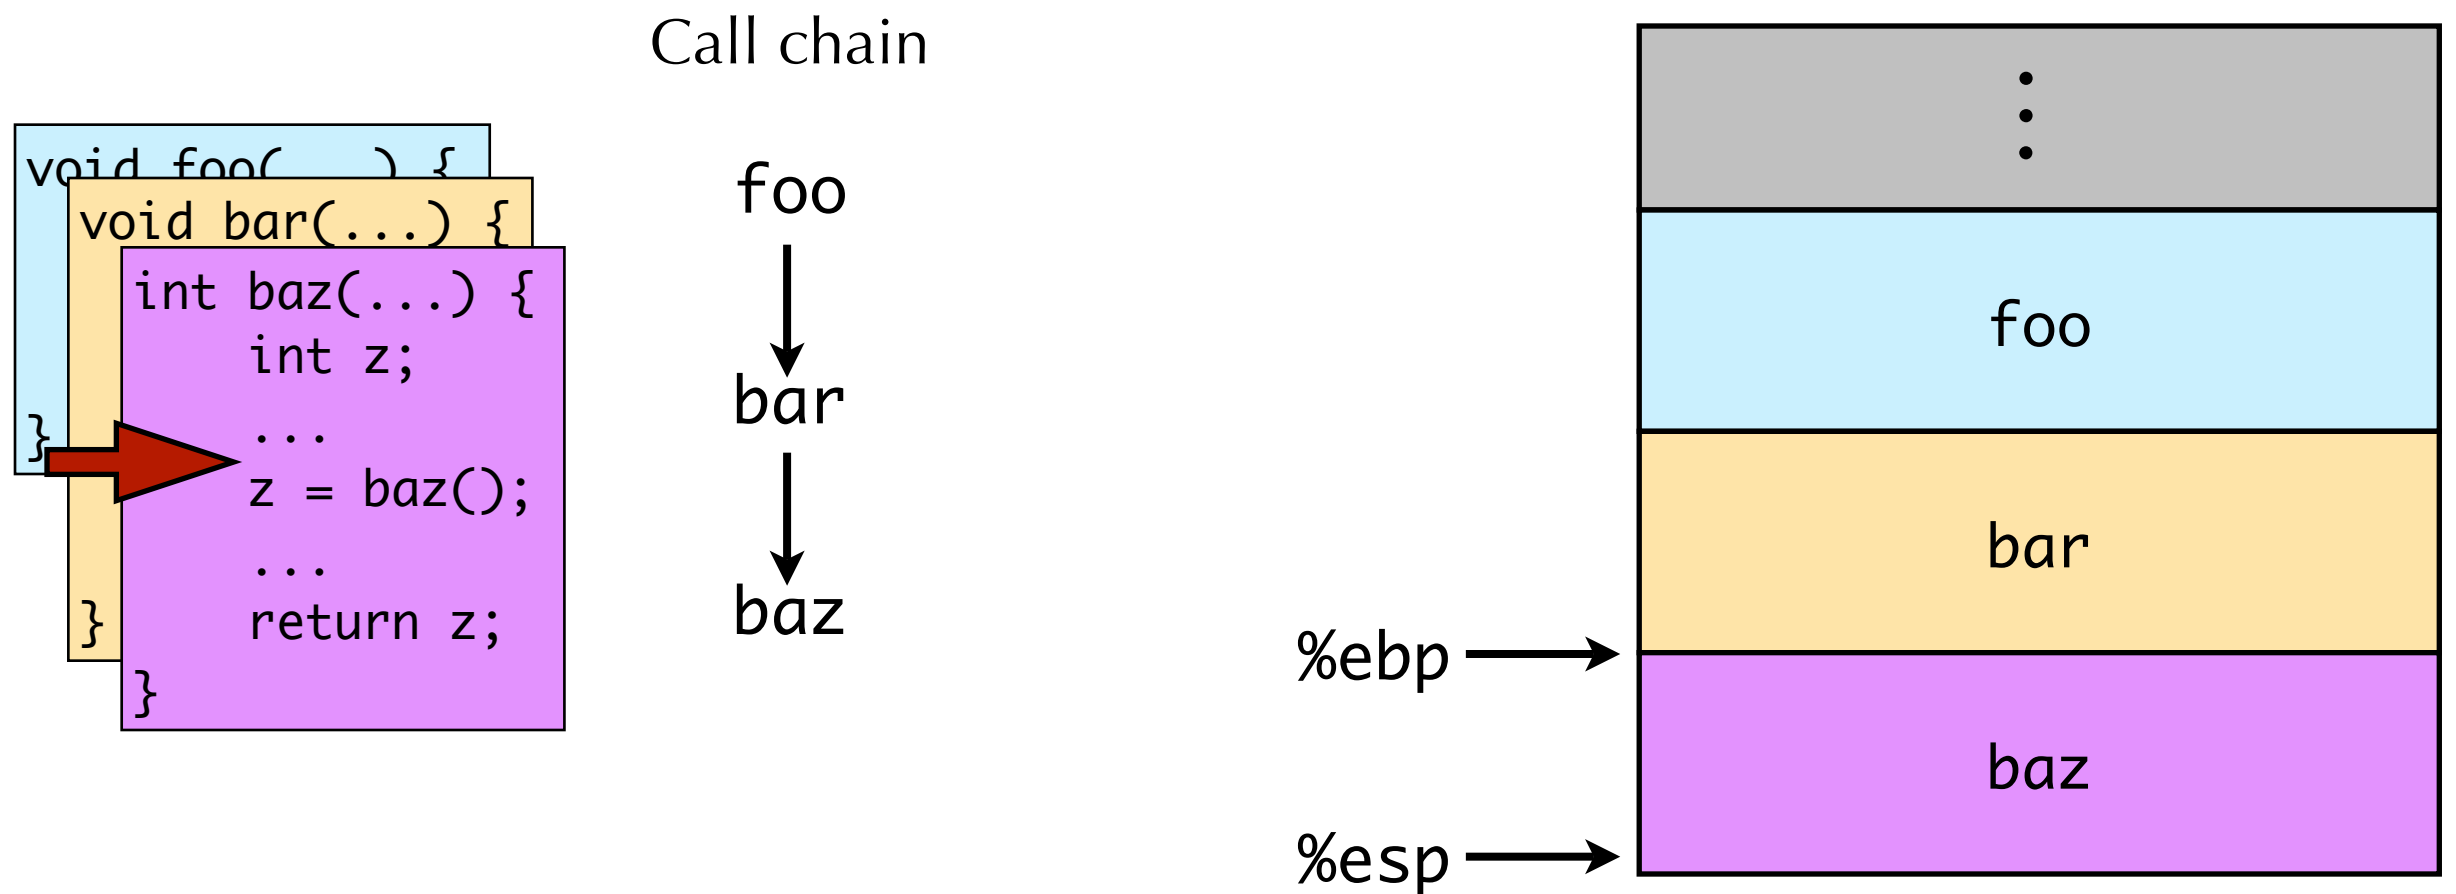 Call chain
void foo(...) {
}
void bar(...) {
}
int baz(...) {
int z;
...
z = baz();
...
return z;
}
foo
bar
baz
%ebp
%esp
foo
bar
baz